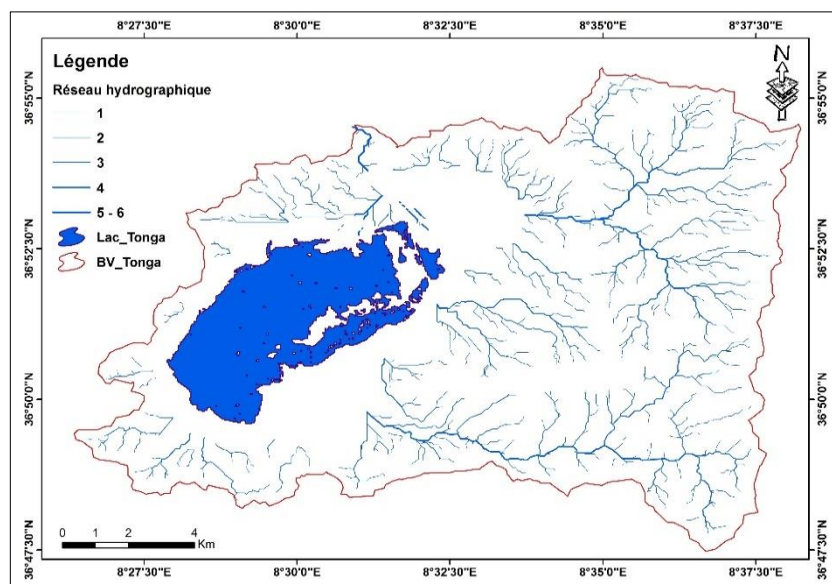 8°27'30"E 8°30'0"E 8°32'30"E 8°35'0"E 8°37'30"E
36°55'0"N 36°52'30"N 36°50'0"N 36°47'30"N
Légende
Réseau hydrographique
1
2
3
4
5 - 6
Lac_Tonga
BV_Tonga
N
0 1 2 4
Km
36°55'0"N 36°52'30"N 36°50'0"N 36°47'30"N
8°27'30"E 8°30'0"E 8°32'30"E 8°35'0"E 8°37'30"E